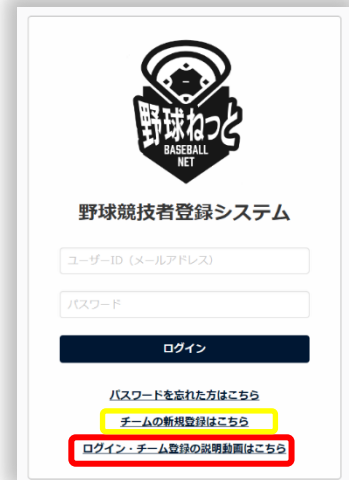 野球ねっと
BASEBALL
NET
野球競技者登録システム
ユーザーID（メールアドレス）
パスワード
ログイン
パスワードを忘れた方はこちら
チームの新規登録はこちら
ログイン・チーム登録の説明動画はこちら